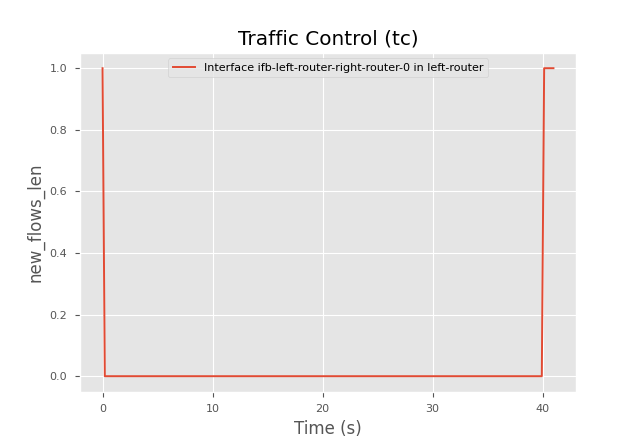 Traffic Control (tc)
Interface ifb-left-router-right-router-0 in left-router
new_flows_len
1.0
0.8
0.6
0.4
0.2
0.0
0 10 20 30 40
Time (s)